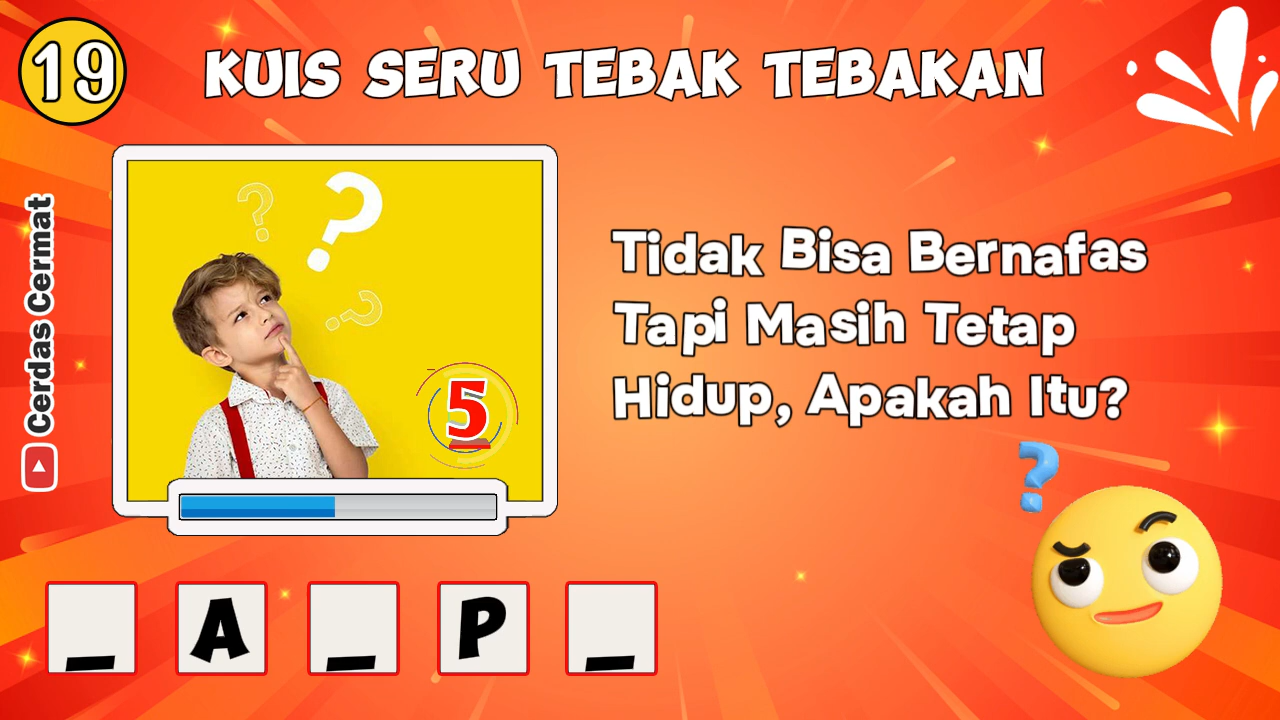 19
KUIS SERU TEBAK TEBAKAN
Cerdas Cermat
? ? ?
5
Tidak Bisa Bernafas
Tapi Masih Tetap
Hidup, Apakah Itu?
?
_ A _ P _